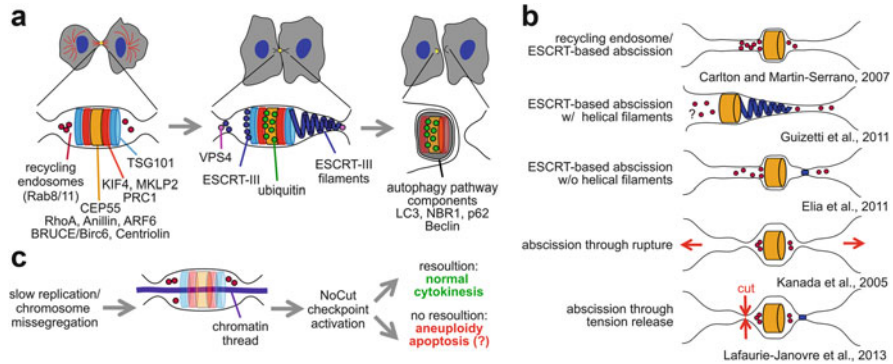 a
TSG101
recycling
endosomes
(Rab8/11)
KIF4, MKLP2
PRC1
CEP55
RhoA, Anillin, ARF6
BRUCE/Birc6, Centriolin
VPS4
ESCRT-III
ubiquitin
ESCRT-III
filaments
autophagy pathway
components
LC3, NBR1, p62
Beclin
b
recycling endosome/
ESCRT-based abscission
Carlton and Martin-Serrano, 2007
ESCRT-based abscission
w/ helical filaments
?
Guizetti et al., 2011
ESCRT-based abscission
w/o helical filaments
Elia et al., 2011
abscission through rupture
Kanada et al., 2005
abscission through
tension release
cut
Lafaurie-Janovre et al., 2013
c
slow replication/
chromosome
missegregation
chromatin
thread
NoCut
checkpoint
activation
resoultion:
normal
cytokinesis
no resoultion:
aneuploidy
apoptosis (?)